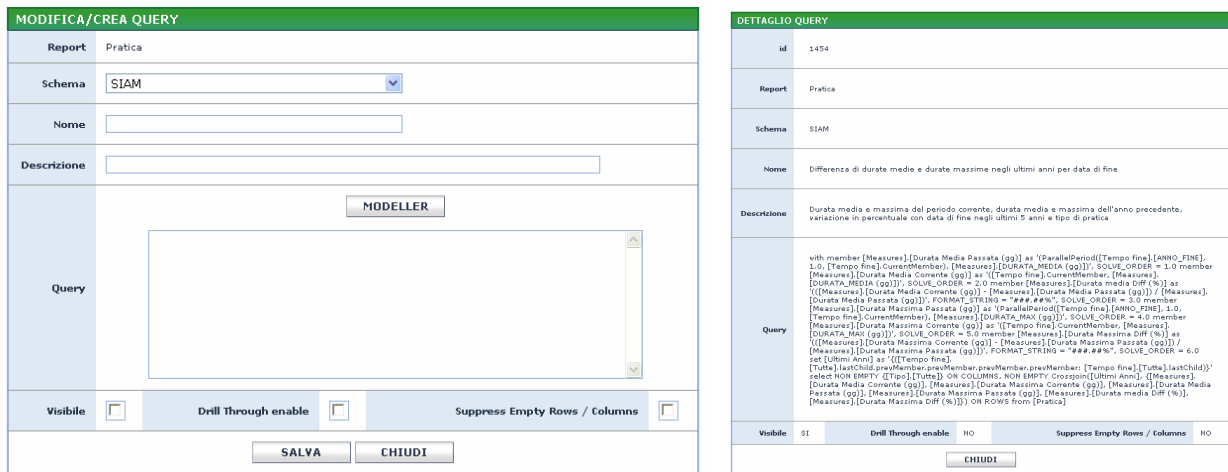 MODIFICA/CREA QUERY
Report Pratica
Schema SIAM
Nome
Descrizione
MODELLER
Query
Visibile Drill Through enable Suppress Empty Rows / Columns
SALVA CHIUDI
DETTAGLIO QUERY
id 1454
Report Pratica
Schema SIAM
Nome Differenza di durate medie e durate massime negli ultimi anni per data di fine
Descrizione Durata media e massima del periodo corrente, durata media e massima dell'anno precedente,
variazione in percentuale con data di fine negli ultimi 5 anni e tipo di pratica
Query
with member [Measures].[Durata Media Passata (gg)] as '(ParallelPeriod([Tempo fine].[ANNO_FINE],
1.0, [Tempo fine].CurrentMember), [Measures].[DURATA_MEDIA (gg)])', SOLVE_ORDER = 1.0 member
[Measures].[Durata Media Corrente (gg)] as '([Tempo fine].CurrentMember, [Measures].
[DURATA_MEDIA (gg)])', SOLVE_ORDER = 2.0 member [Measures].[Durata media Diff (%)] as
'(([Measures].[Durata Media Corrente (gg)] - [Measures].[Durata Media Passata (gg)]) / [Measures].
[Durata Media Passata (gg)])', FORMAT_STRING = "###.##%", SOLVE_ORDER = 3.0 member
[Measures].[Durata Massima Passata (gg)] as '(ParallelPeriod([Tempo fine].[ANNO_FINE], 1.0,
[Tempo fine].CurrentMember), [Measures].[DURATA_MAX (gg)])', SOLVE_ORDER = 4.0 member
[Measures].[Durata Massima Corrente (gg)] as '([Tempo fine].CurrentMember, [Measures].
[DURATA_MAX (gg)])', SOLVE_ORDER = 5.0 member [Measures].[Durata Massima Diff (%)] as
'(([Measures].[Durata Massima Corrente (gg)] - [Measures].[Durata Massima Passata (gg)]) /
[Measures].[Durata Massima Passata (gg)])', FORMAT_STRING = "###.##%", SOLVE_ORDER = 6.0
set [Ultimi Anni] as '{([Tempo fine].
[Tutte].lastChild.prevMember.prevMember.prevMember.prevMember: [Tempo fine].[Tutte].lastChild)}'
select NON EMPTY {[Tipo].[Tutte]} ON COLUMNS, NON EMPTY Crossjoin([Ultimi Anni], {[Measures].
[Durata Media Corrente (gg)], [Measures].[Durata Massima Corrente (gg)], [Measures].[Durata Media
Passata (gg)], [Measures].[Durata Massima Passata (gg)], [Measures].[Durata media Diff (%)],
[Measures].[Durata Massima Diff (%)]}) ON ROWS from [Pratica]
Visibile SI Drill Through enable NO Suppress Empty Rows / Columns NO
CHIUDI